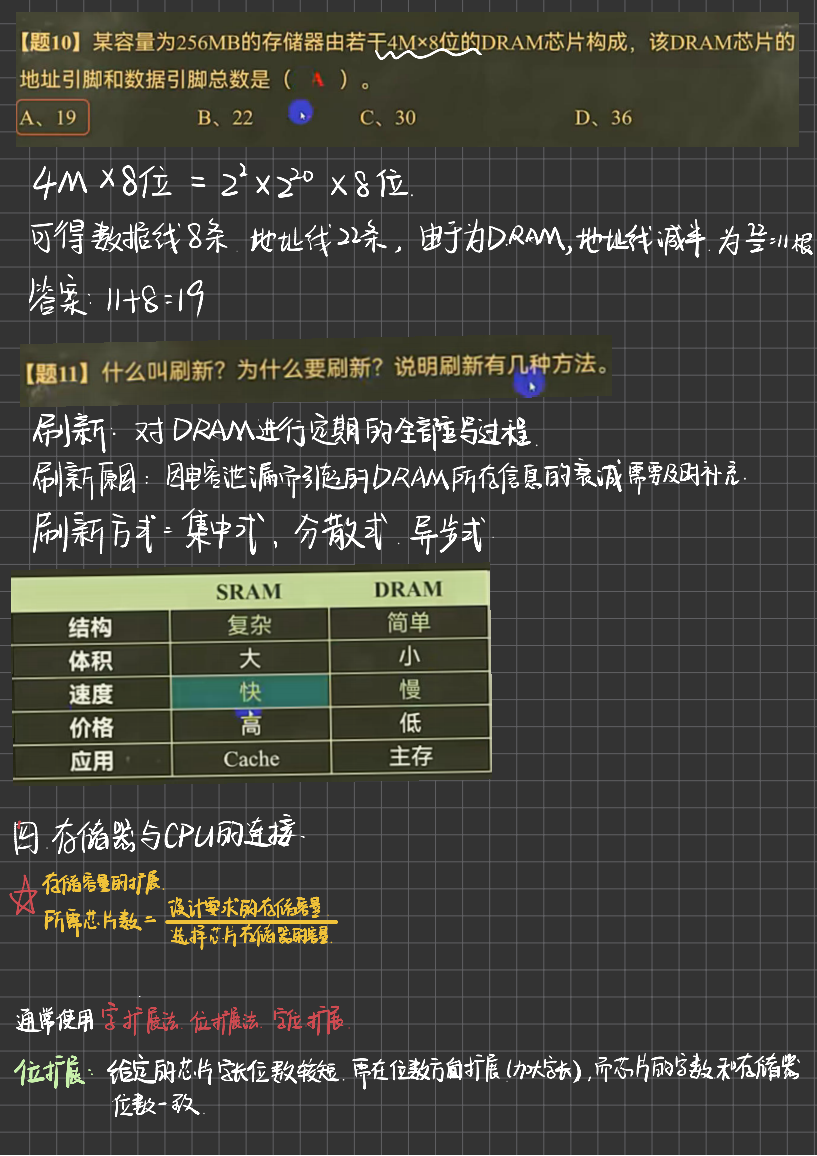 【题10】某容量为256MB的存储器由若干4M×8位的DRAM芯片构成，该DRAM芯片的
地址引脚和数据引脚总数是（ A ）。
A、19 B、22 C、30 D、36
4M×8位 = 2²×2²⁰×8位.
可得数据线8条 地址线22条，由于为DRAM,地址线减半.为22/2=11根
答案: 11+8=19
【题11】什么叫刷新？为什么要刷新？说明刷新有几种方法。
刷新: 对DRAM进行定期的全部重写过程.
刷新原因: 因电容泄漏而引起的DRAM所存信息的衰减需要及时补充.
刷新方式= 集中式、分散式、异步式
SRAM DRAM
结构 复杂 简单
体积 大 小
速度 快 慢
价格 高 低
应用 Cache 主存
四.存储器与CPU的连接.
存储容量的扩展.
所需芯片数= 设计要求的存储容量
选择芯片存储器的容量
通常使用 字扩展法.位扩展法.字位扩展.
位扩展: 给定的芯片字长位数较短.需在位数方向扩展(加大字长),而芯片的字数和存储器
位数一致.